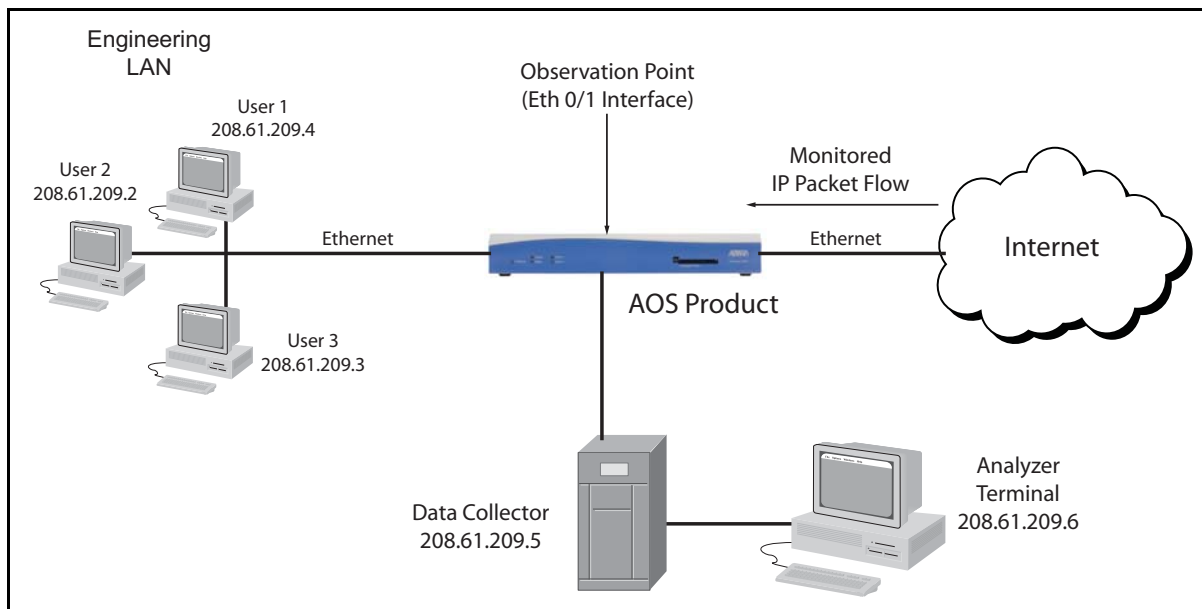 Engineering
LAN
Observation Point
(Eth 0/1 Interface)
User 1
208.61.209.4
User 2
208.61.209.2
Monitored
IP Packet Flow
Ethernet
Ethernet
Internet
AOS Product
User 3
208.61.209.3
Data Collector
208.61.209.5
Analyzer
Terminal
208.61.209.6